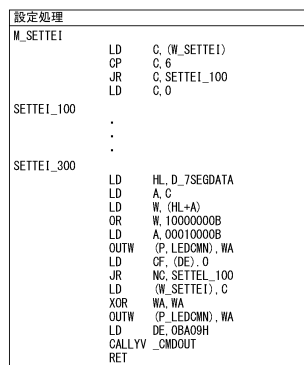 設定処理
M_SETTEI
LD C,(W_SETTEI)
CP C,6
JR C,SETTEI_100
LD C,0
SETTEI_100
.
.
.
SETTEI_300
LD HL,D_7SEGDATA
LD A,C
LD W,(HL+A)
OR W,10000000B
LD A,00010000B
OUTW (P_LEDCMN),WA
LD CF,(DE).0
JR NC,SETTEL_100
LD (W_SETTEI),C
XOR WA,WA
OUTW (P_LEDCMN),WA
LD DE,0BA09H
CALLYV _CMDOUT
RET